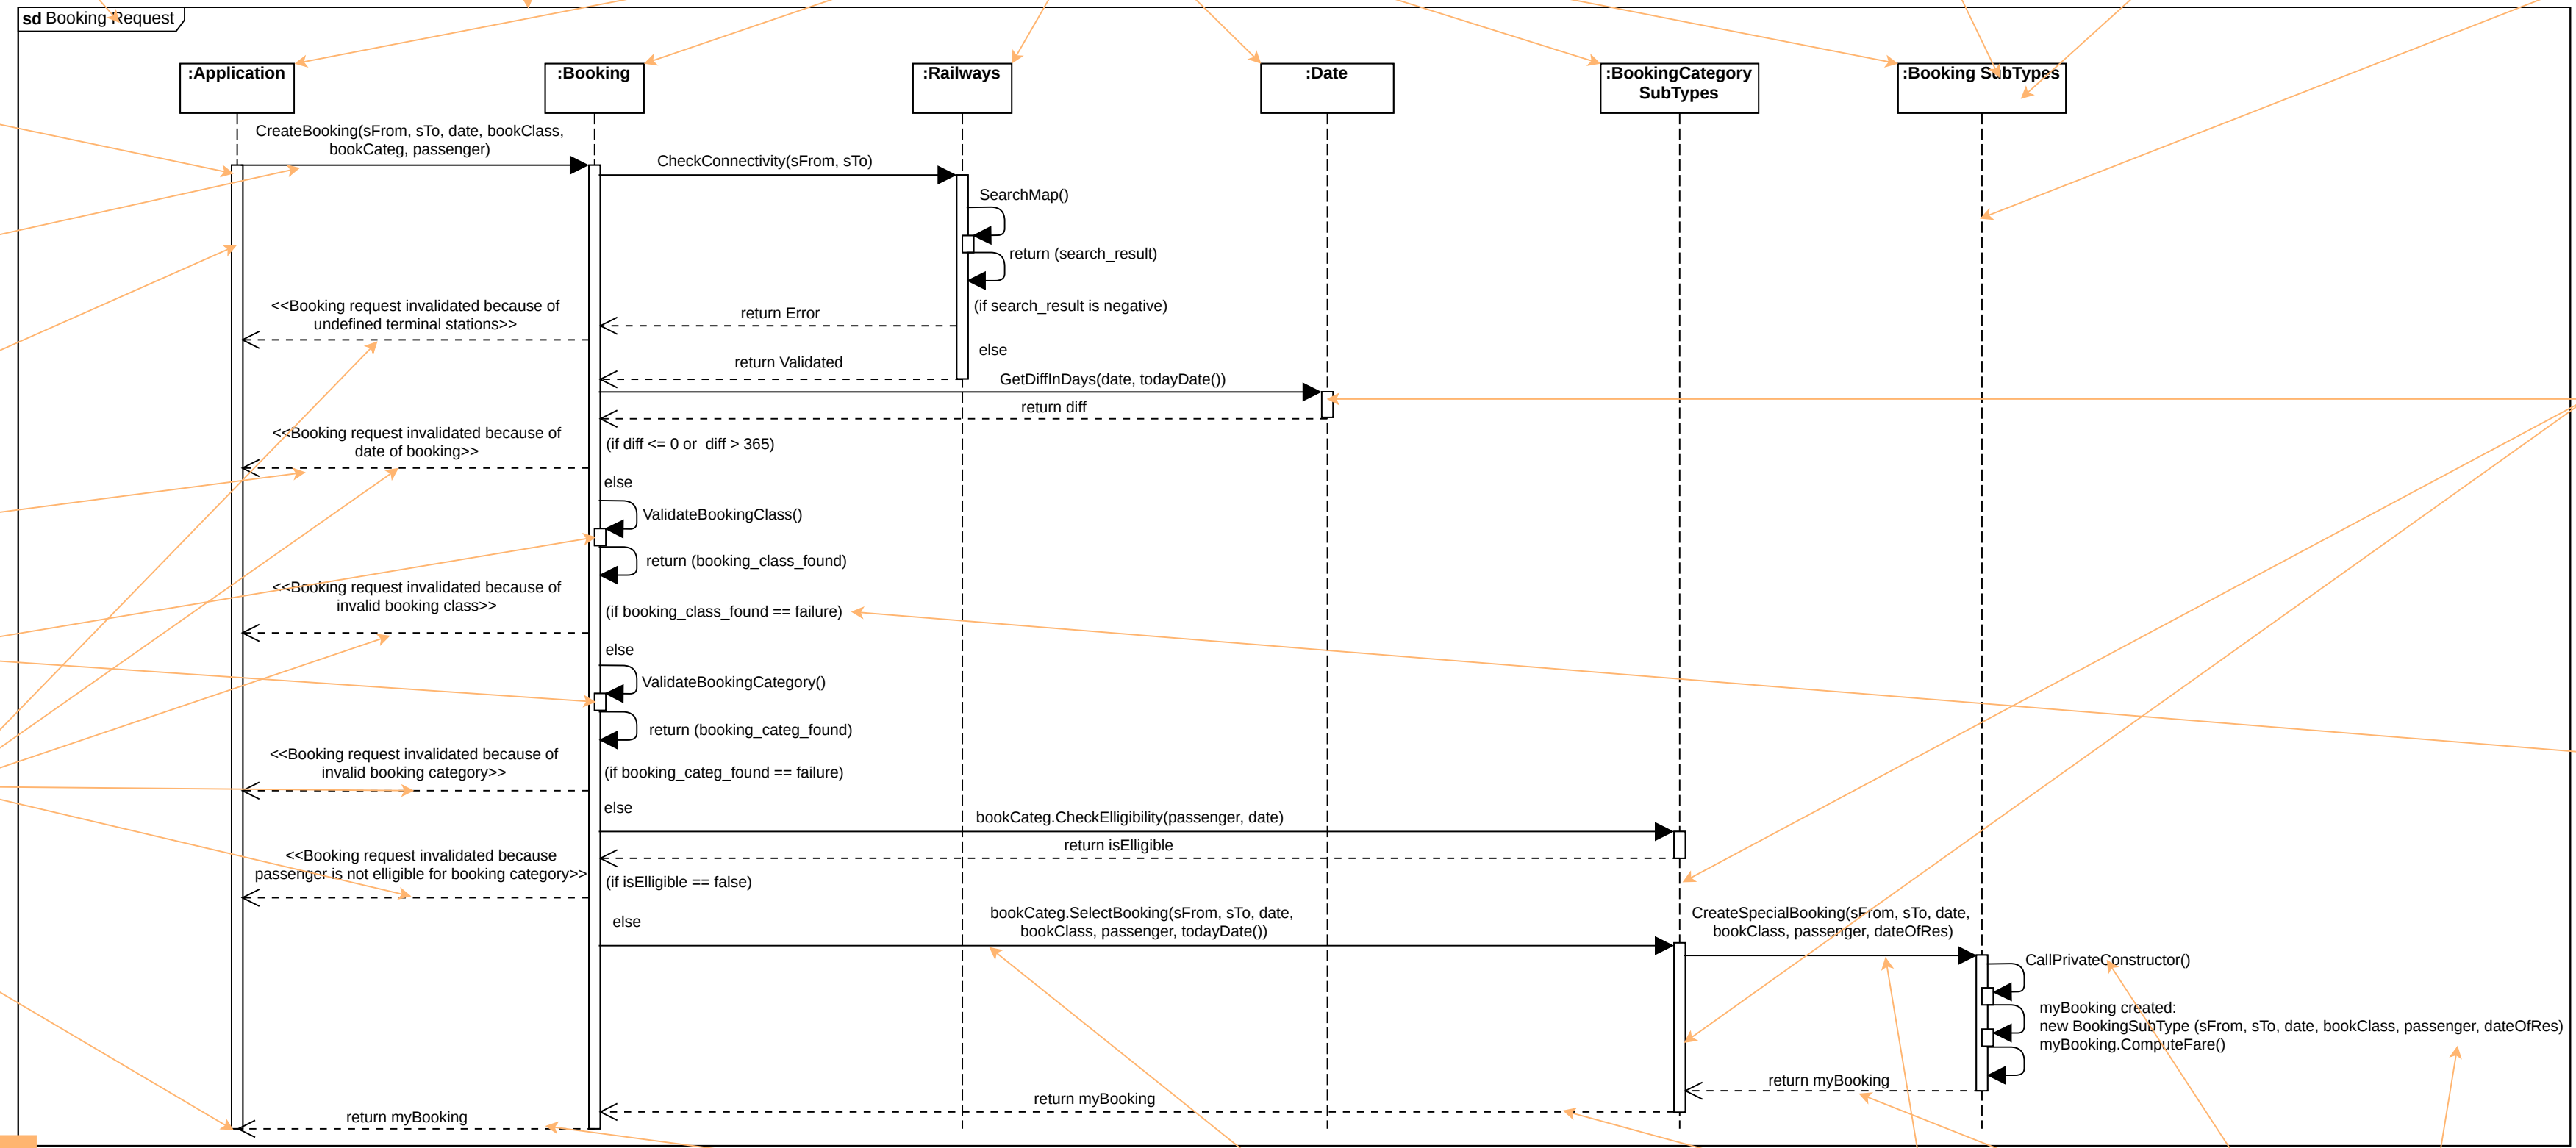 sd Booking Request
:Application
:Booking
:Railways
:Date
:BookingCategory
SubTypes
:Booking SubTypes
CreateBooking(sFrom, sTo, date, bookClass,
bookCateg, passenger)
CheckConnectivity(sFrom, sTo)
SearchMap()
return (search_result)
(if search_result is negative)
return Error
<<Booking request invalidated because of
undefined terminal stations>>
else
return Validated
GetDiffInDays(date, todayDate())
return diff
(if diff <= 0 or  diff > 365)
<<Booking request invalidated because of
date of booking>>
else
ValidateBookingClass()
return (booking_class_found)
<<Booking request invalidated because of
invalid booking class>>
(if booking_class_found == failure)
else
ValidateBookingCategory()
return (booking_categ_found)
<<Booking request invalidated because of
invalid booking category>>
(if booking_categ_found == failure)
else
bookCateg.CheckElligibility(passenger, date)
return isElligible
<<Booking request invalidated because
passenger is not elligible for booking category>>
(if isElligible == false)
else
bookCateg.SelectBooking(sFrom, sTo, date,
bookClass, passenger, todayDate())
CreateSpecialBooking(sFrom, sTo, date,
bookClass, passenger, dateOfRes)
CallPrivateConstructor()
myBooking created:
new BookingSubType (sFrom, sTo, date, bookClass, passenger, dateOfRes)
myBooking.ComputeFare()
return myBooking
return myBooking
return myBooking